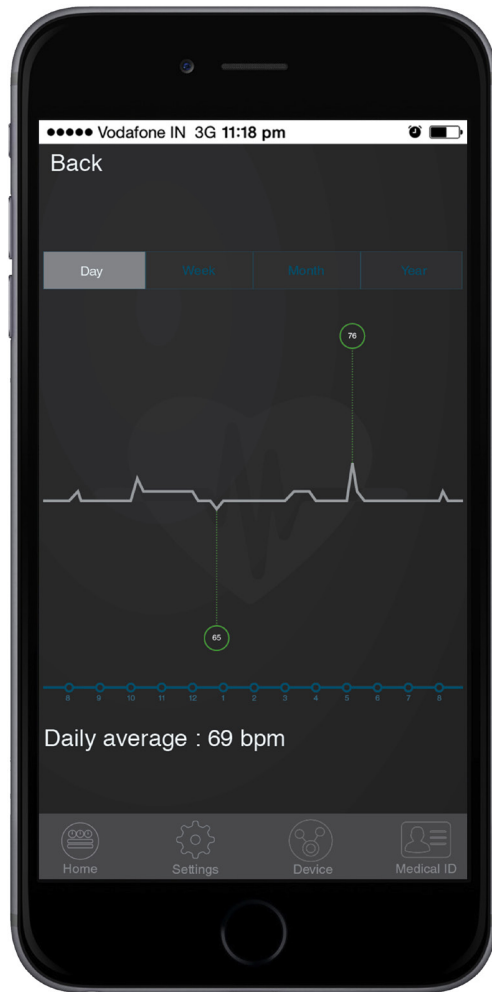 Vodafone IN 3G 11:18 pm
Back
Day Week Month Year
76
65
8 9 10 11 12 1 2 3 4 5 6 7 8
Daily average : 69 bpm
Home Settings Device Medical ID